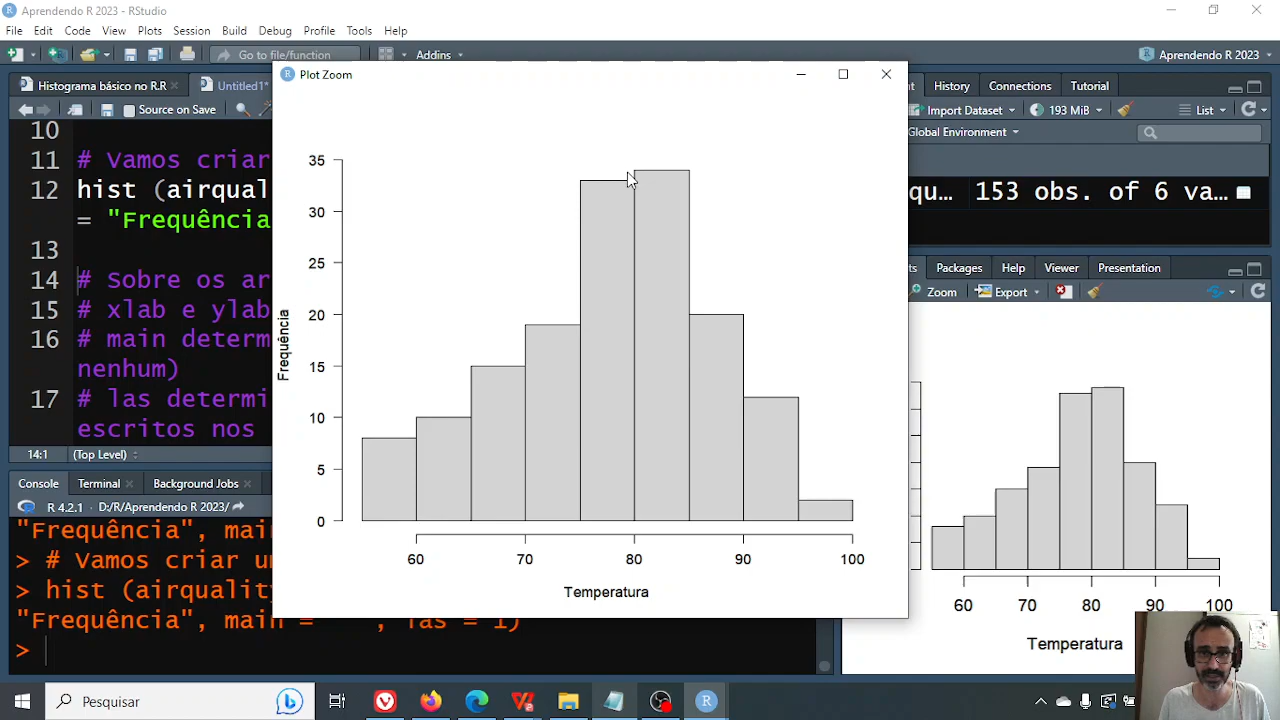 Aprendendo R 2023 - RStudio
File Edit Code View Plots Session Build Debug Profile Tools Help
Go to file/function Addins Aprendendo R 2023
Histograma básico no R.R Untitled1* History Connections Tutorial
Source on Save Import Dataset 193 MiB List
Global Environment
153 obs. of 6 va…
10
11 # Vamos criar
12 hist (airqual
= "Frequência
13
14 # Sobre os ar
15 # xlab e ylab
16 # main determ
nenhum)
17 # las determi
escritos nos
14:1 (Top Level)
Console Terminal Background Jobs
R 4.2.1 · D:/R/Aprendendo R 2023/
"Frequência", mai
> # Vamos criar u
> hist (airquality
"Frequência", main = , las = 1)
>
Plot Zoom
35
30
25
20
15
10
5
0
Frequência
60 70 80 90 100
Temperatura
Packages Help Viewer Presentation
Zoom Export
60 70 80 90 100
Temperatura
Pesquisar